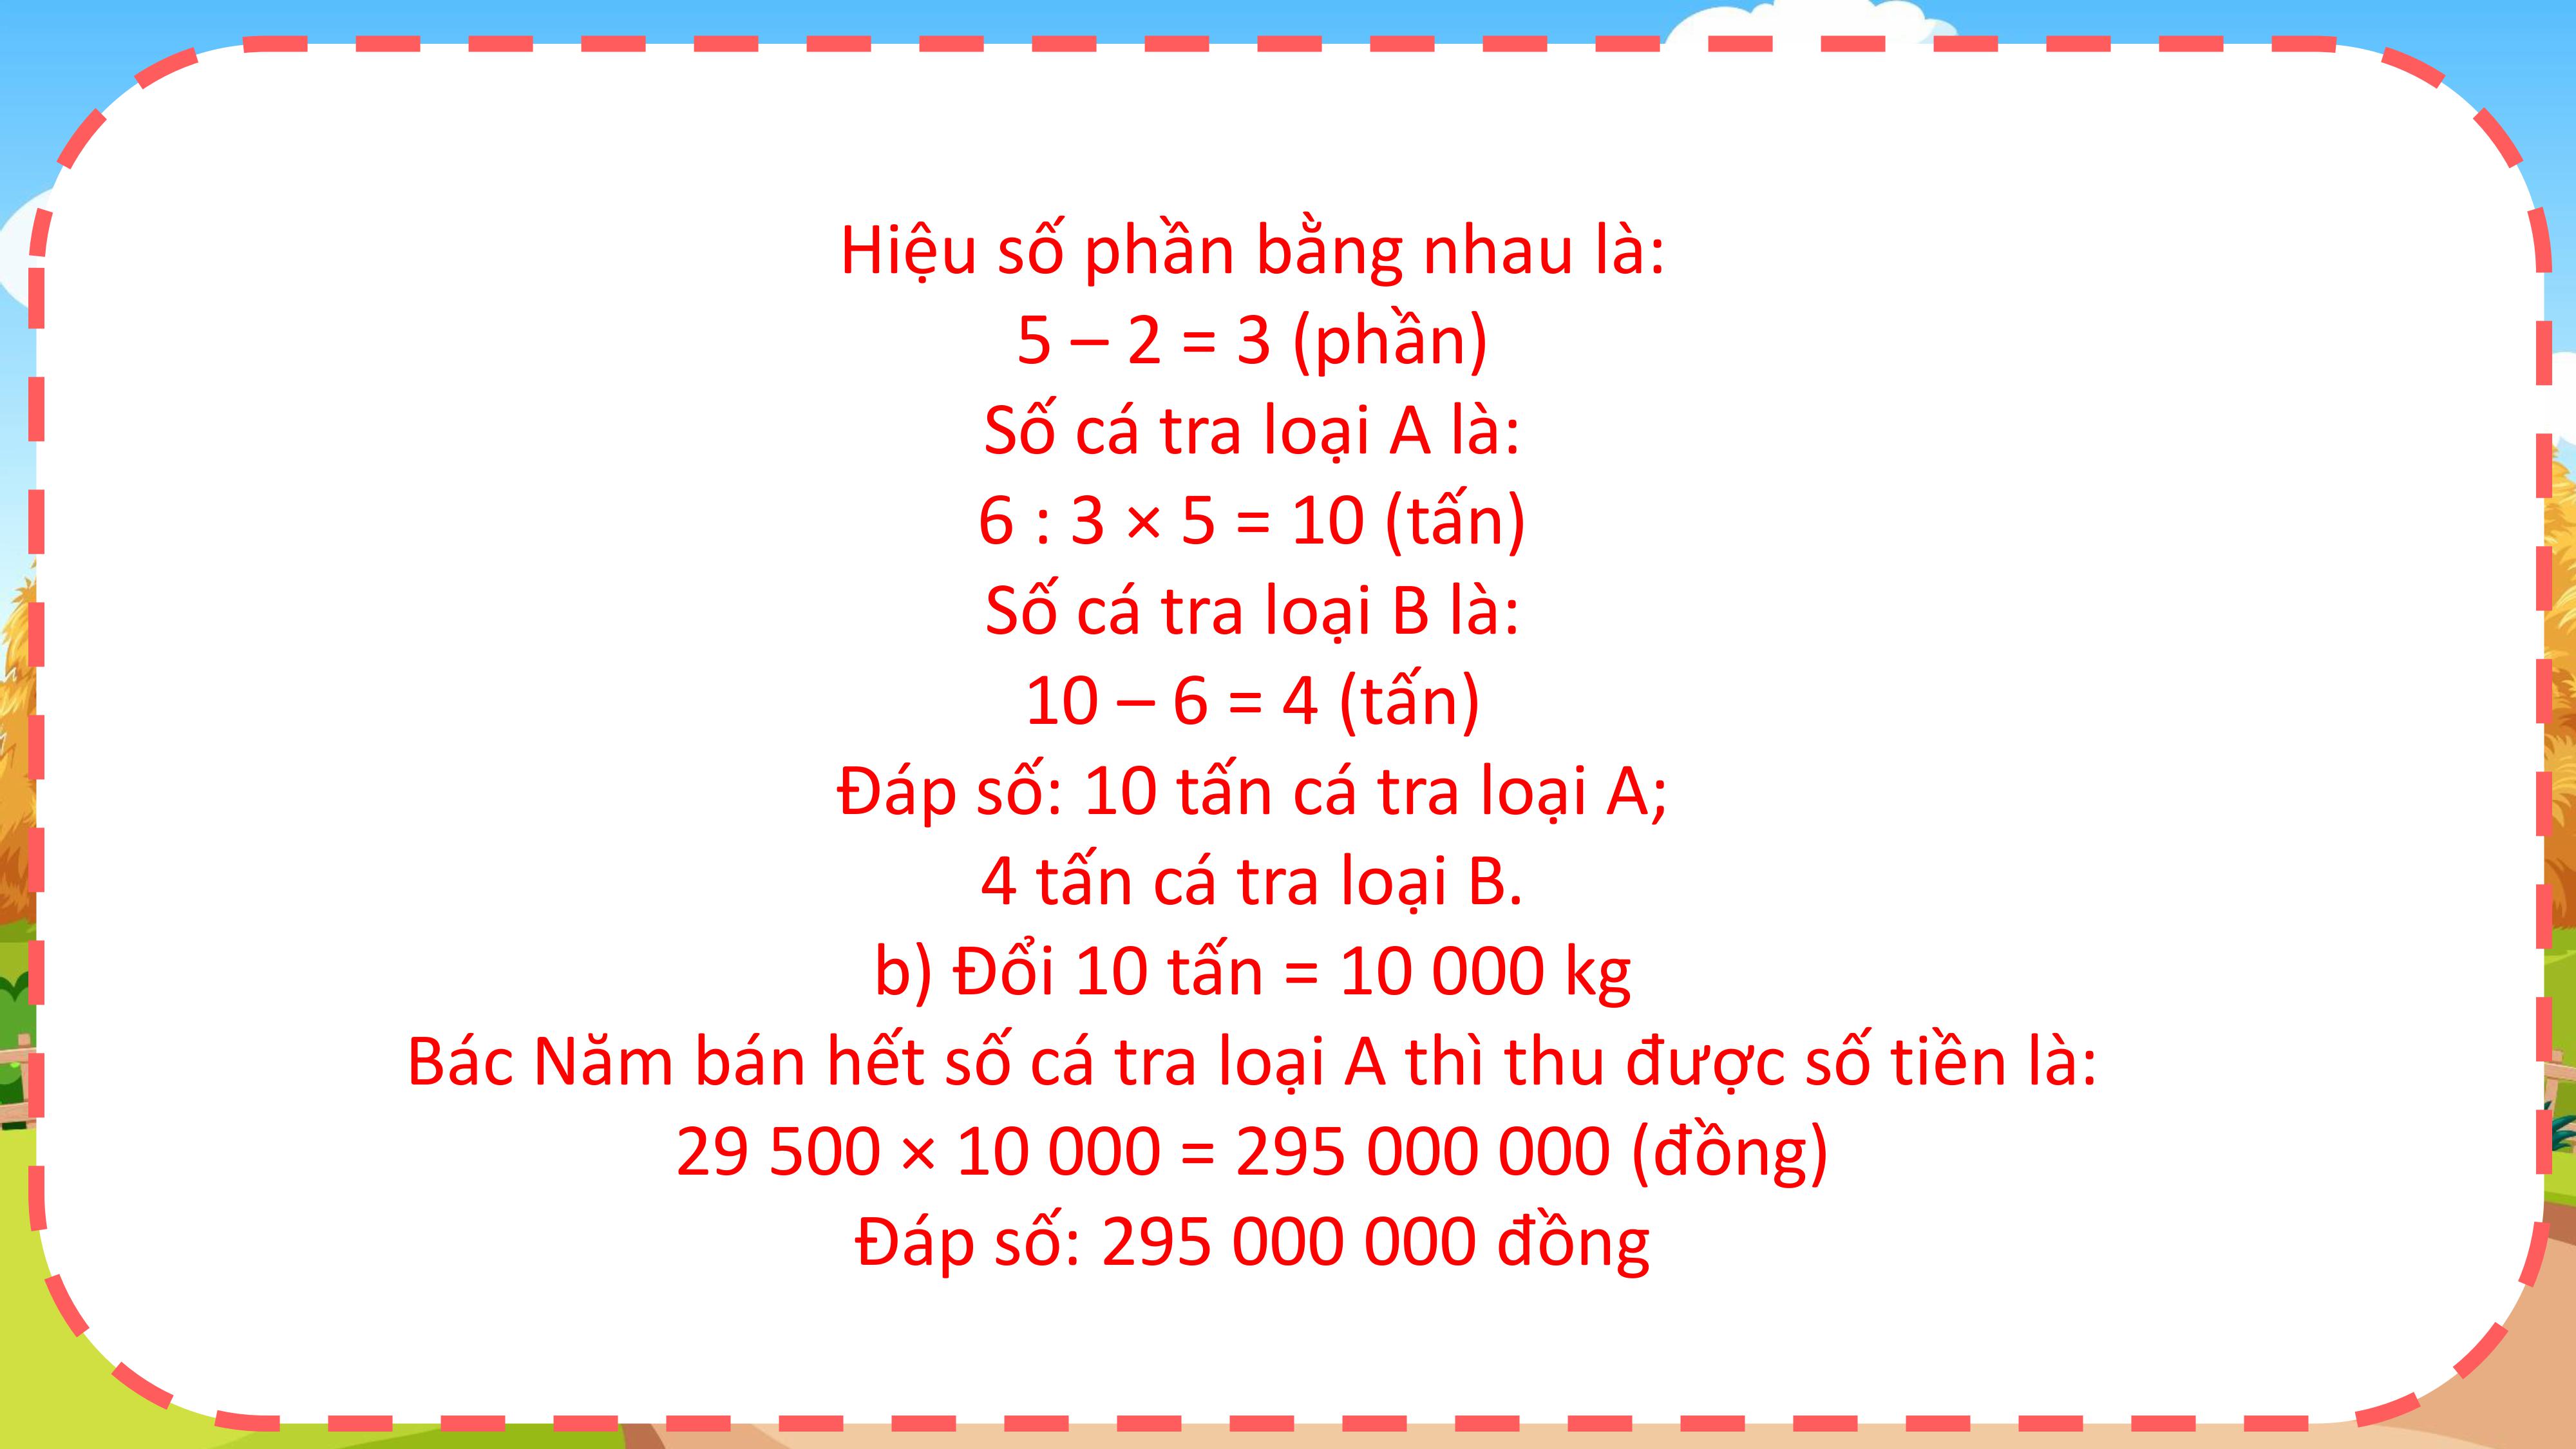 Hiệu số phần bằng nhau là:
5 – 2 = 3 (phần)
Số cá tra loại A là:
6 : 3 × 5 = 10 (tấn)
Số cá tra loại B là:
10 – 6 = 4 (tấn)
Đáp số: 10 tấn cá tra loại A;
4 tấn cá tra loại B.
b) Đổi 10 tấn = 10 000 kg
Bác Năm bán hết số cá tra loại A thì thu được số tiền là:
29 500 × 10 000 = 295 000 000 (đồng)
Đáp số: 295 000 000 đồng